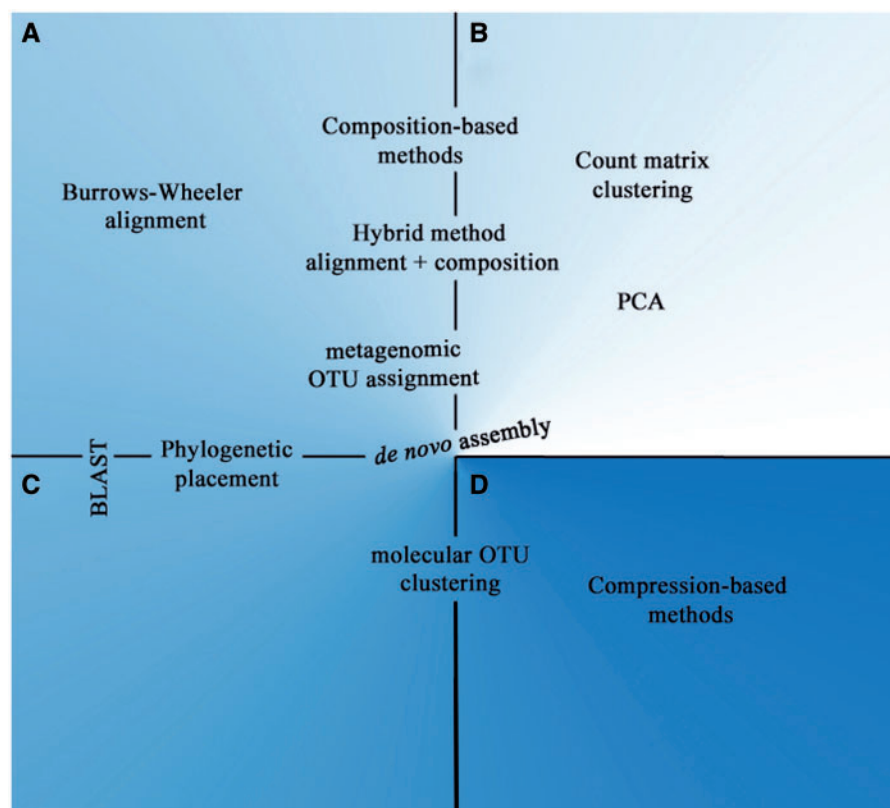 A
B
Composition-based
methods
Count matrix
clustering
Burrows-Wheeler
alignment
Hybrid method
alignment + composition
PCA
metagenomic
OTU assignment
de novo assembly
BLAST
Phylogenetic
placement
C
D
molecular OTU
clustering
Compression-based
methods